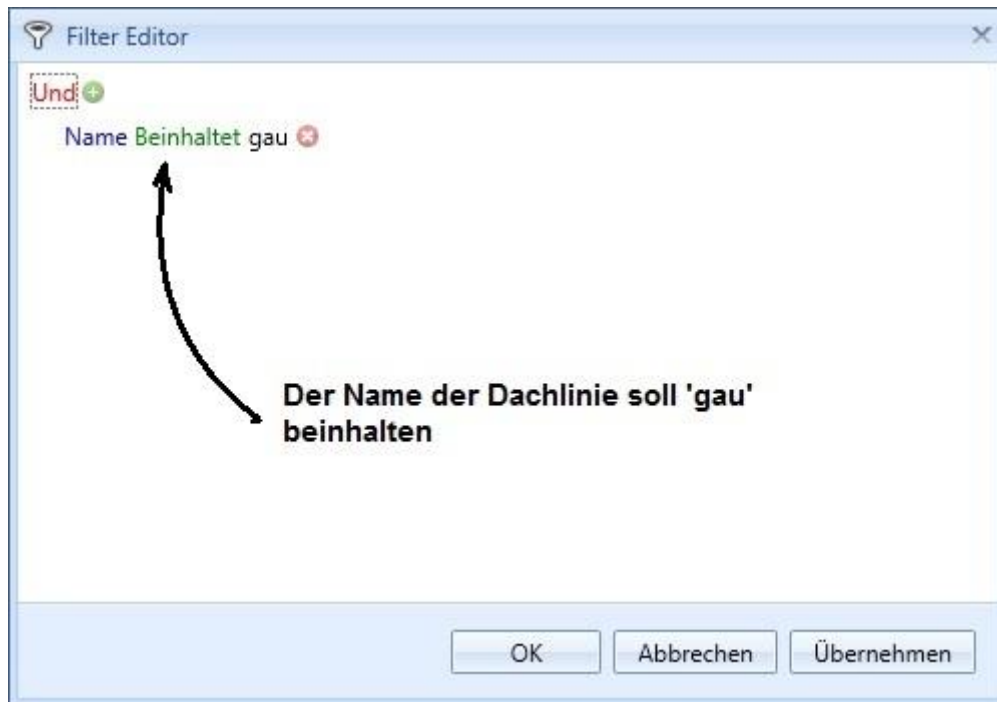 Filter Editor
Und
Name Beinhaltet gau
Der Name der Dachlinie soll 'gau'
beinhalten
OK Abbrechen Übernehmen